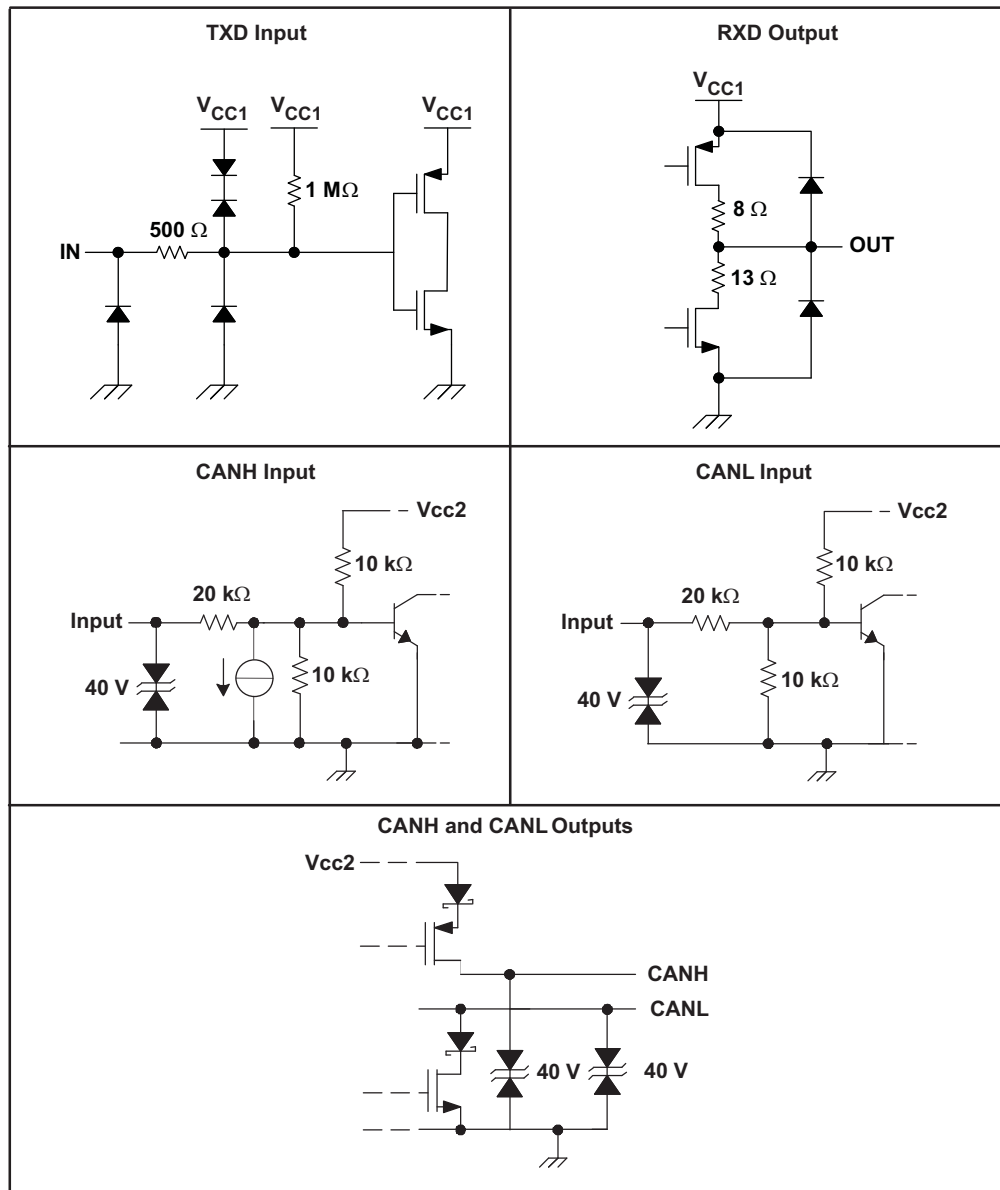 TXD Input
V_CC1
V_CC1
V_CC1
1 MΩ
500 Ω
IN
RXD Output
V_CC1
8 Ω
OUT
13 Ω
CANH Input
Vcc2
10 kΩ
20 kΩ
Input
10 kΩ
40 V
CANL Input
Vcc2
10 kΩ
20 kΩ
Input
10 kΩ
40 V
CANH and CANL Outputs
Vcc2
CANH
CANL
40 V
40 V